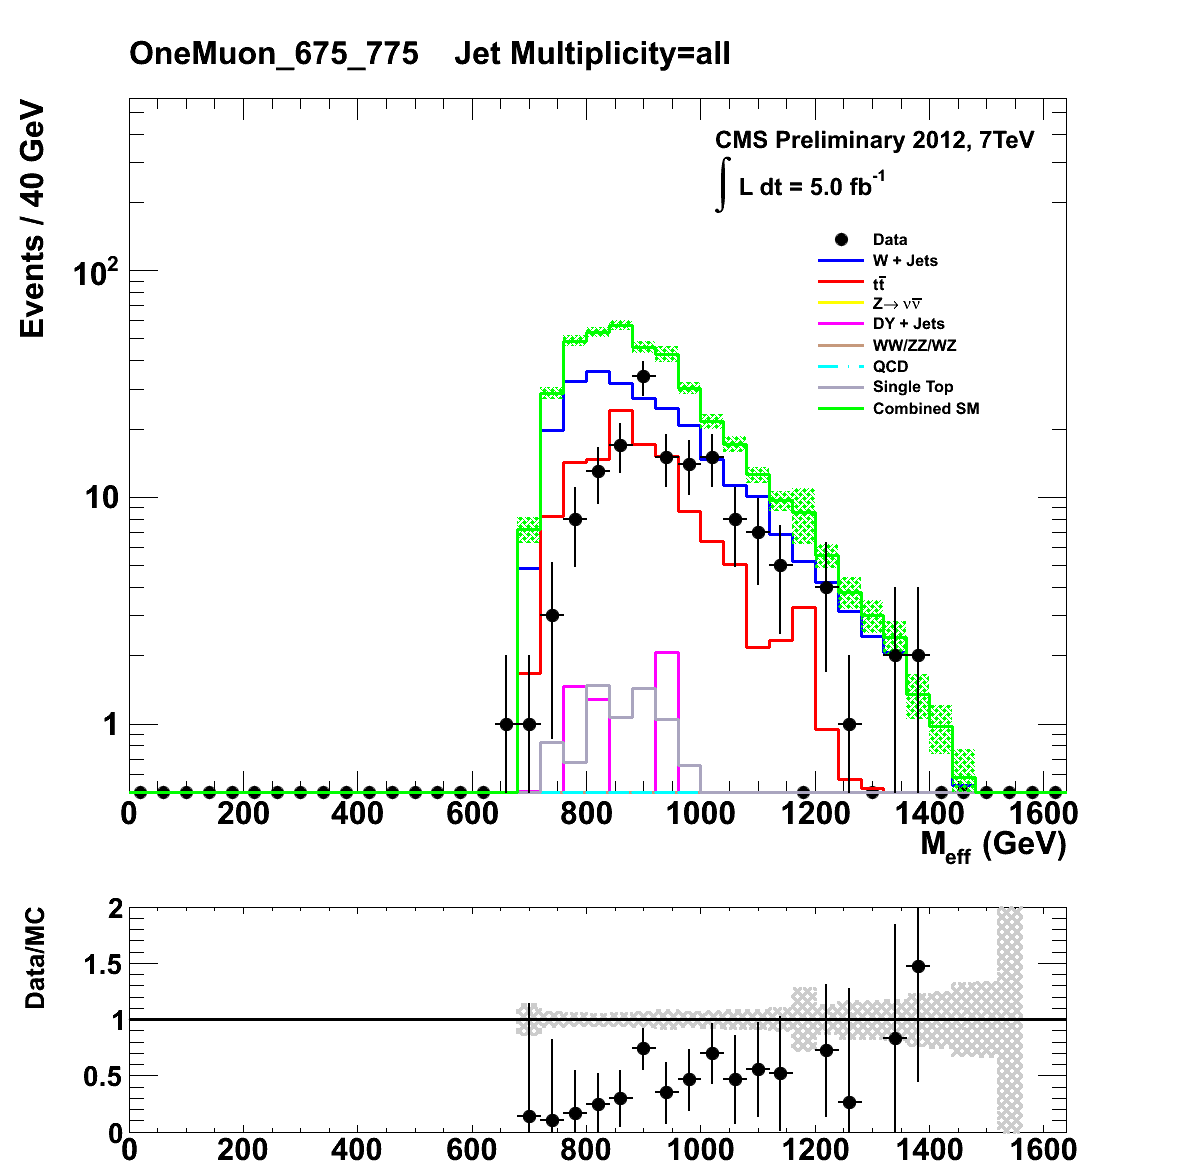 OneMuon_675_775 Jet Multiplicity=all
Events / 40 GeV
CMS Preliminary 2012, 7TeV
∫ L dt = 5.0 fb⁻¹
Data
W + Jets
tt̅
Z→ νν̅
DY + Jets
WW/ZZ/WZ
QCD
Single Top
Combined SM
10²
10
1
0 200 400 600 800 1000 1200 1400 1600
M_eff (GeV)
Data/MC
2
1.5
1
0.5
0
0 200 400 600 800 1000 1200 1400 1600